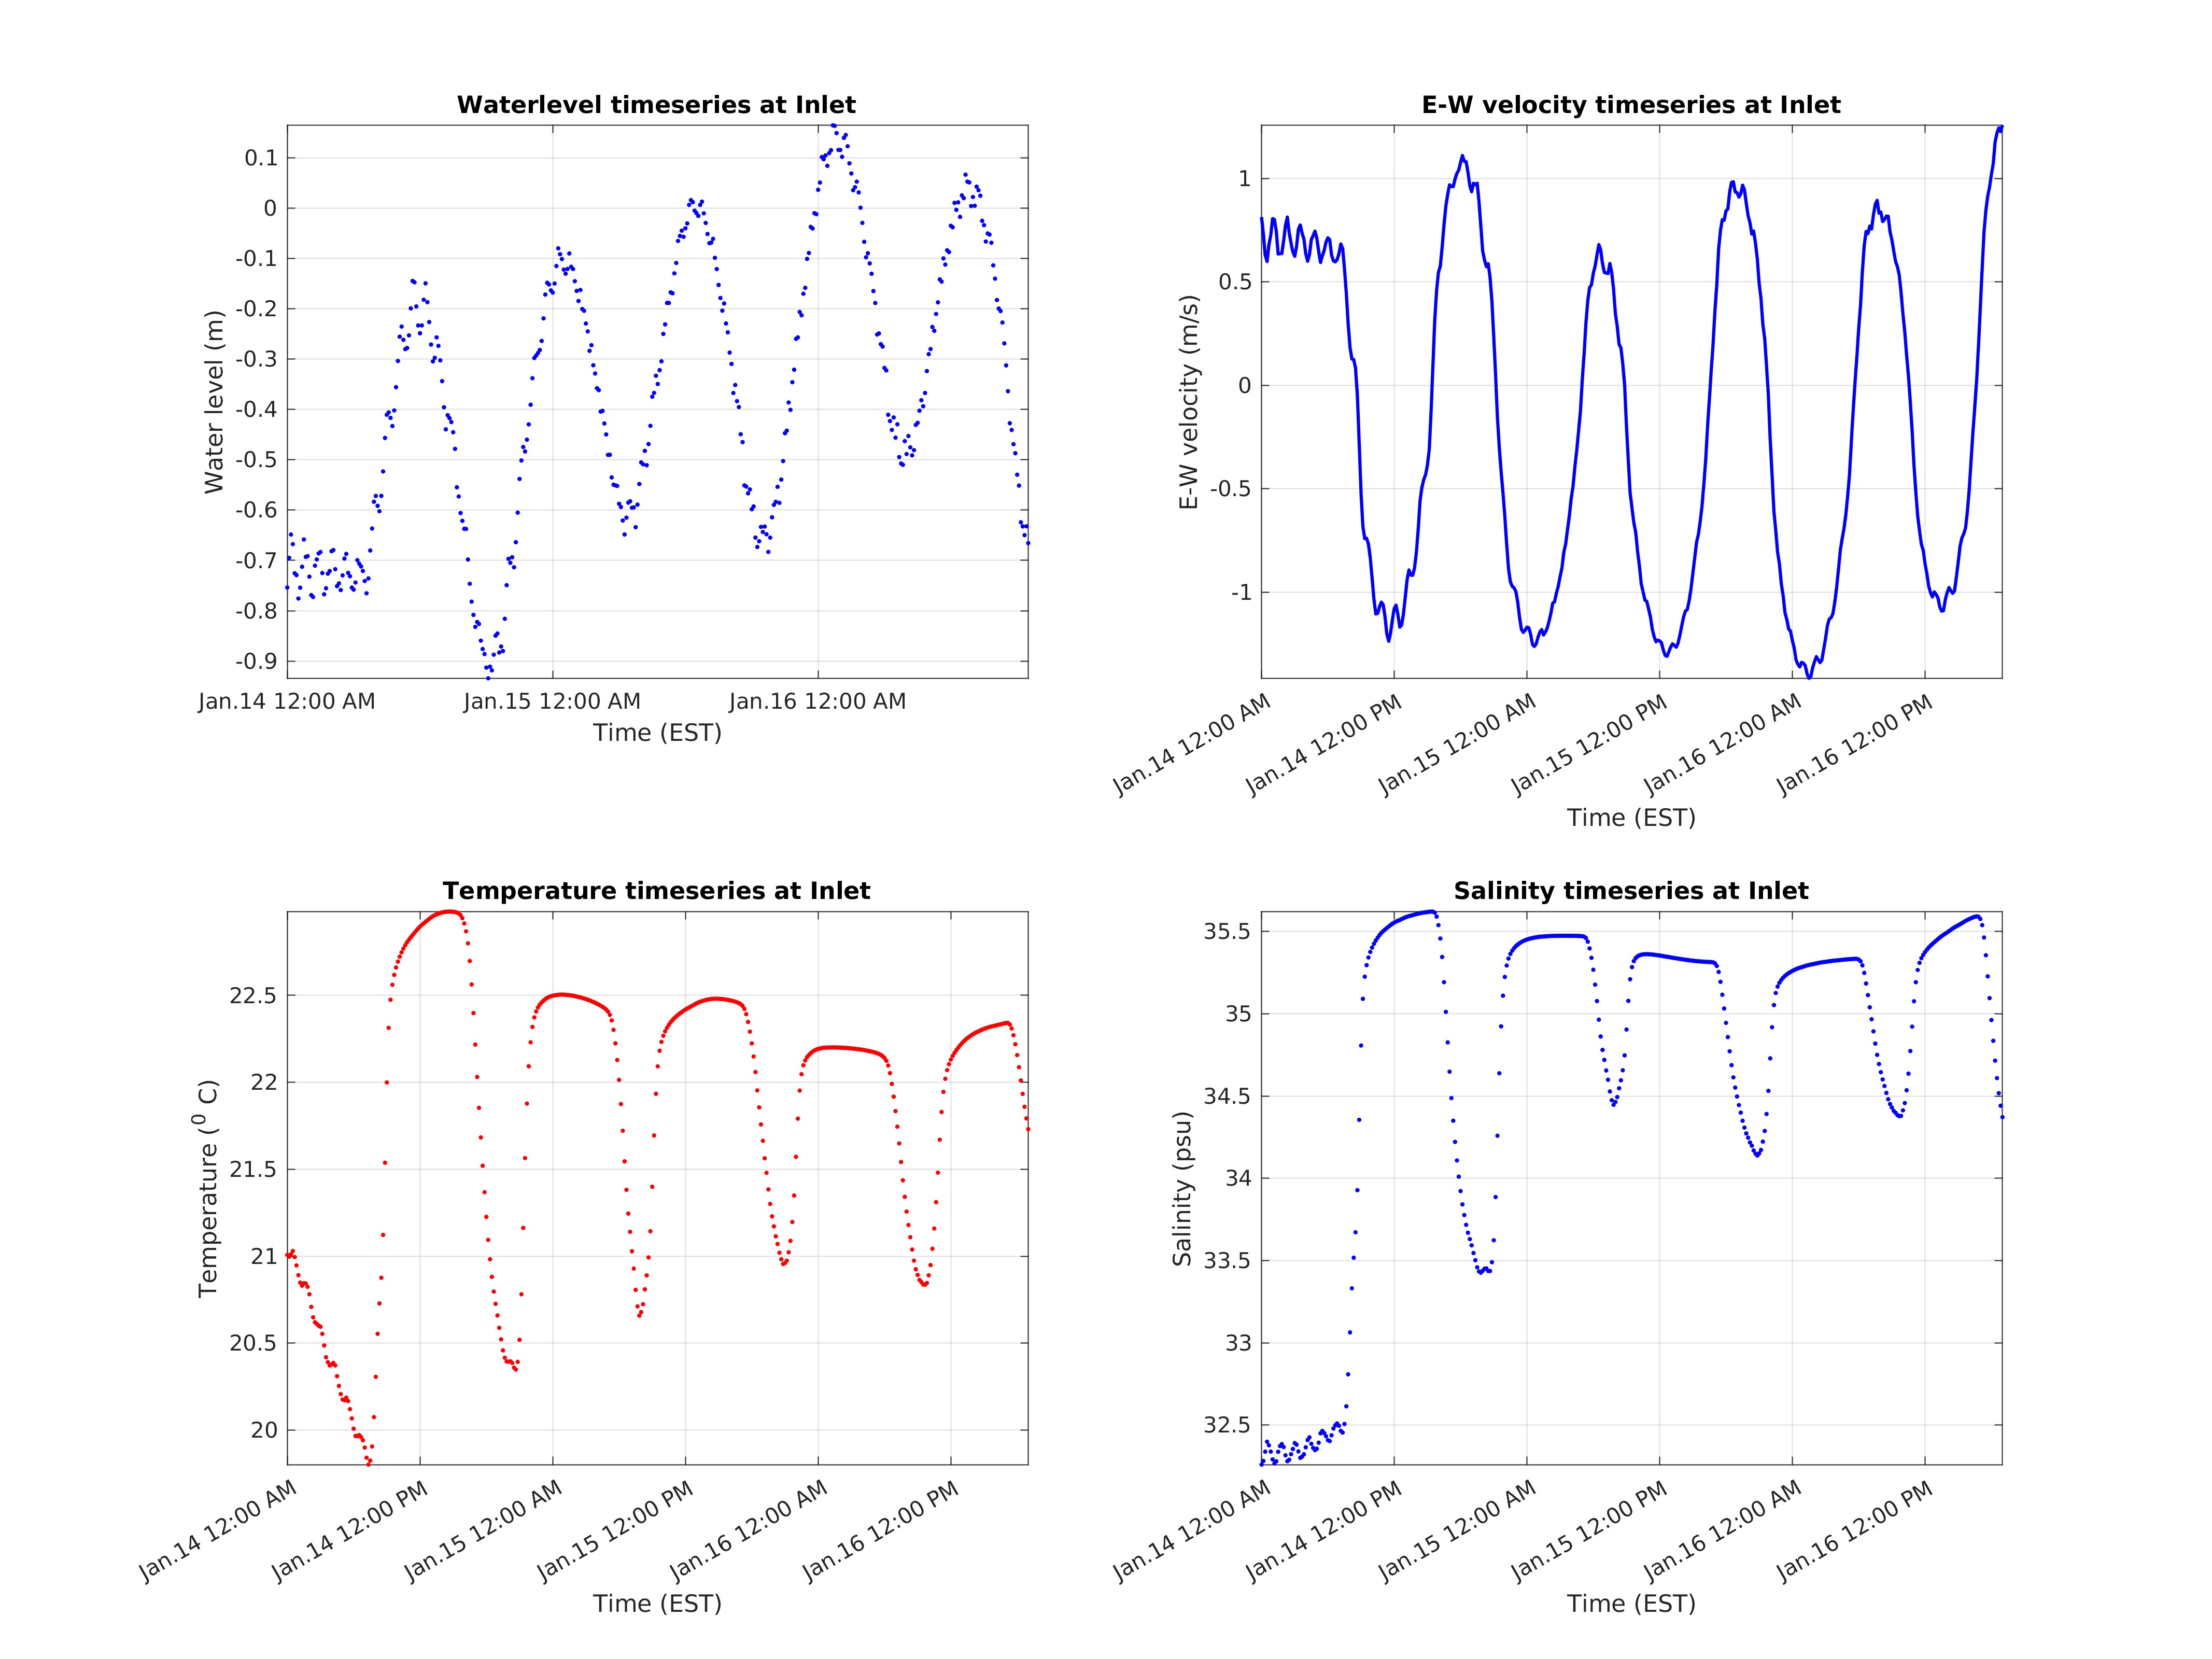 Waterlevel timeseries at Inlet
Water level (m)
0.1
0
-0.1
-0.2
-0.3
-0.4
-0.5
-0.6
-0.7
-0.8
-0.9
Jan.14 12:00 AM
Jan.15 12:00 AM
Jan.16 12:00 AM
Time (EST)
E-W velocity timeseries at Inlet
E-W velocity (m/s)
1
0.5
0
-0.5
-1
Jan.14 12:00 AM
Jan.14 12:00 PM
Jan.15 12:00 AM
Jan.15 12:00 PM
Jan.16 12:00 AM
Jan.16 12:00 PM
Time (EST)
Temperature timeseries at Inlet
Temperature (⁰ C)
22.5
22
21.5
21
20.5
20
Jan.14 12:00 AM
Jan.14 12:00 PM
Jan.15 12:00 AM
Jan.15 12:00 PM
Jan.16 12:00 AM
Jan.16 12:00 PM
Time (EST)
Salinity timeseries at Inlet
Salinity (psu)
35.5
35
34.5
34
33.5
33
32.5
Jan.14 12:00 AM
Jan.14 12:00 PM
Jan.15 12:00 AM
Jan.15 12:00 PM
Jan.16 12:00 AM
Jan.16 12:00 PM
Time (EST)